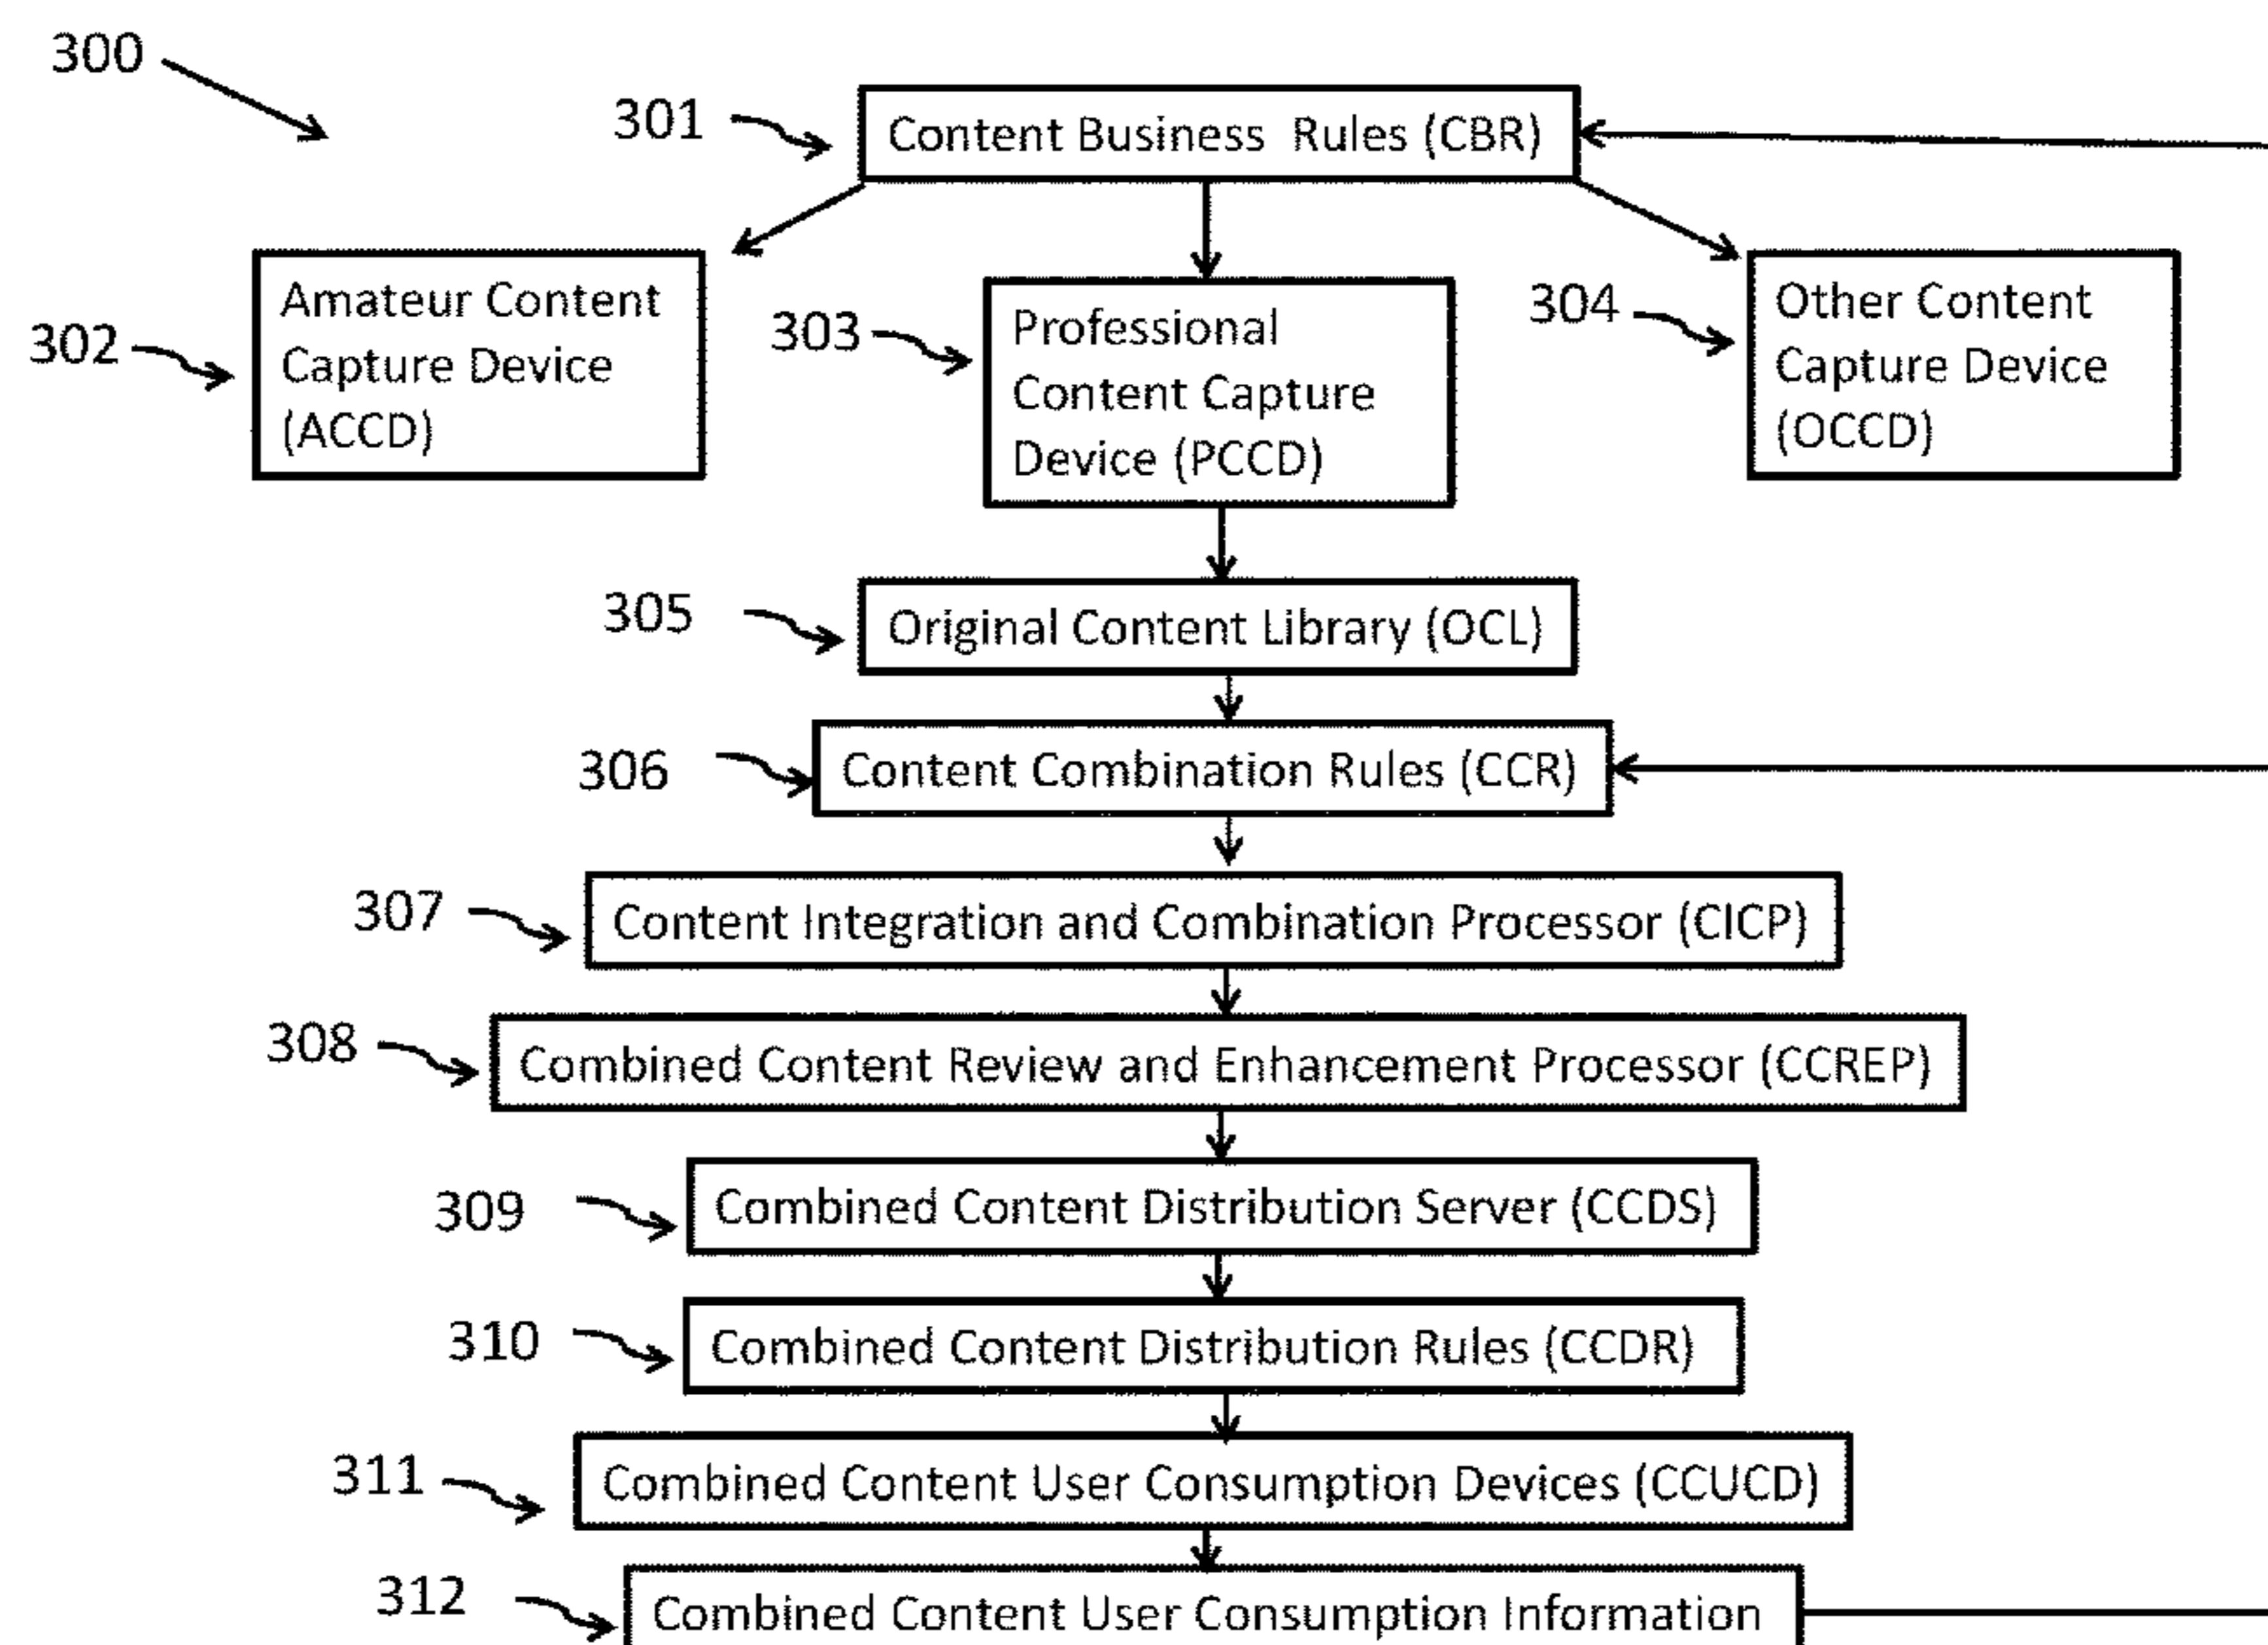 300
301
Content Business Rules (CBR)
302
Amateur Content
Capture Device
(ACCD)
303
Professional
Content Capture
Device (PCCD)
304
Other Content
Capture Device
(OCCD)
305
Original Content Library (OCL)
306
Content Combination Rules (CCR)
307
Content Integration and Combination Processor (CICP)
308
Combined Content Review and Enhancement Processor (CCREP)
309
Combined Content Distribution Server (CCDS)
310
Combined Content Distribution Rules (CCDR)
311
Combined Content User Consumption Devices (CCUCD)
312
Combined Content User Consumption Information